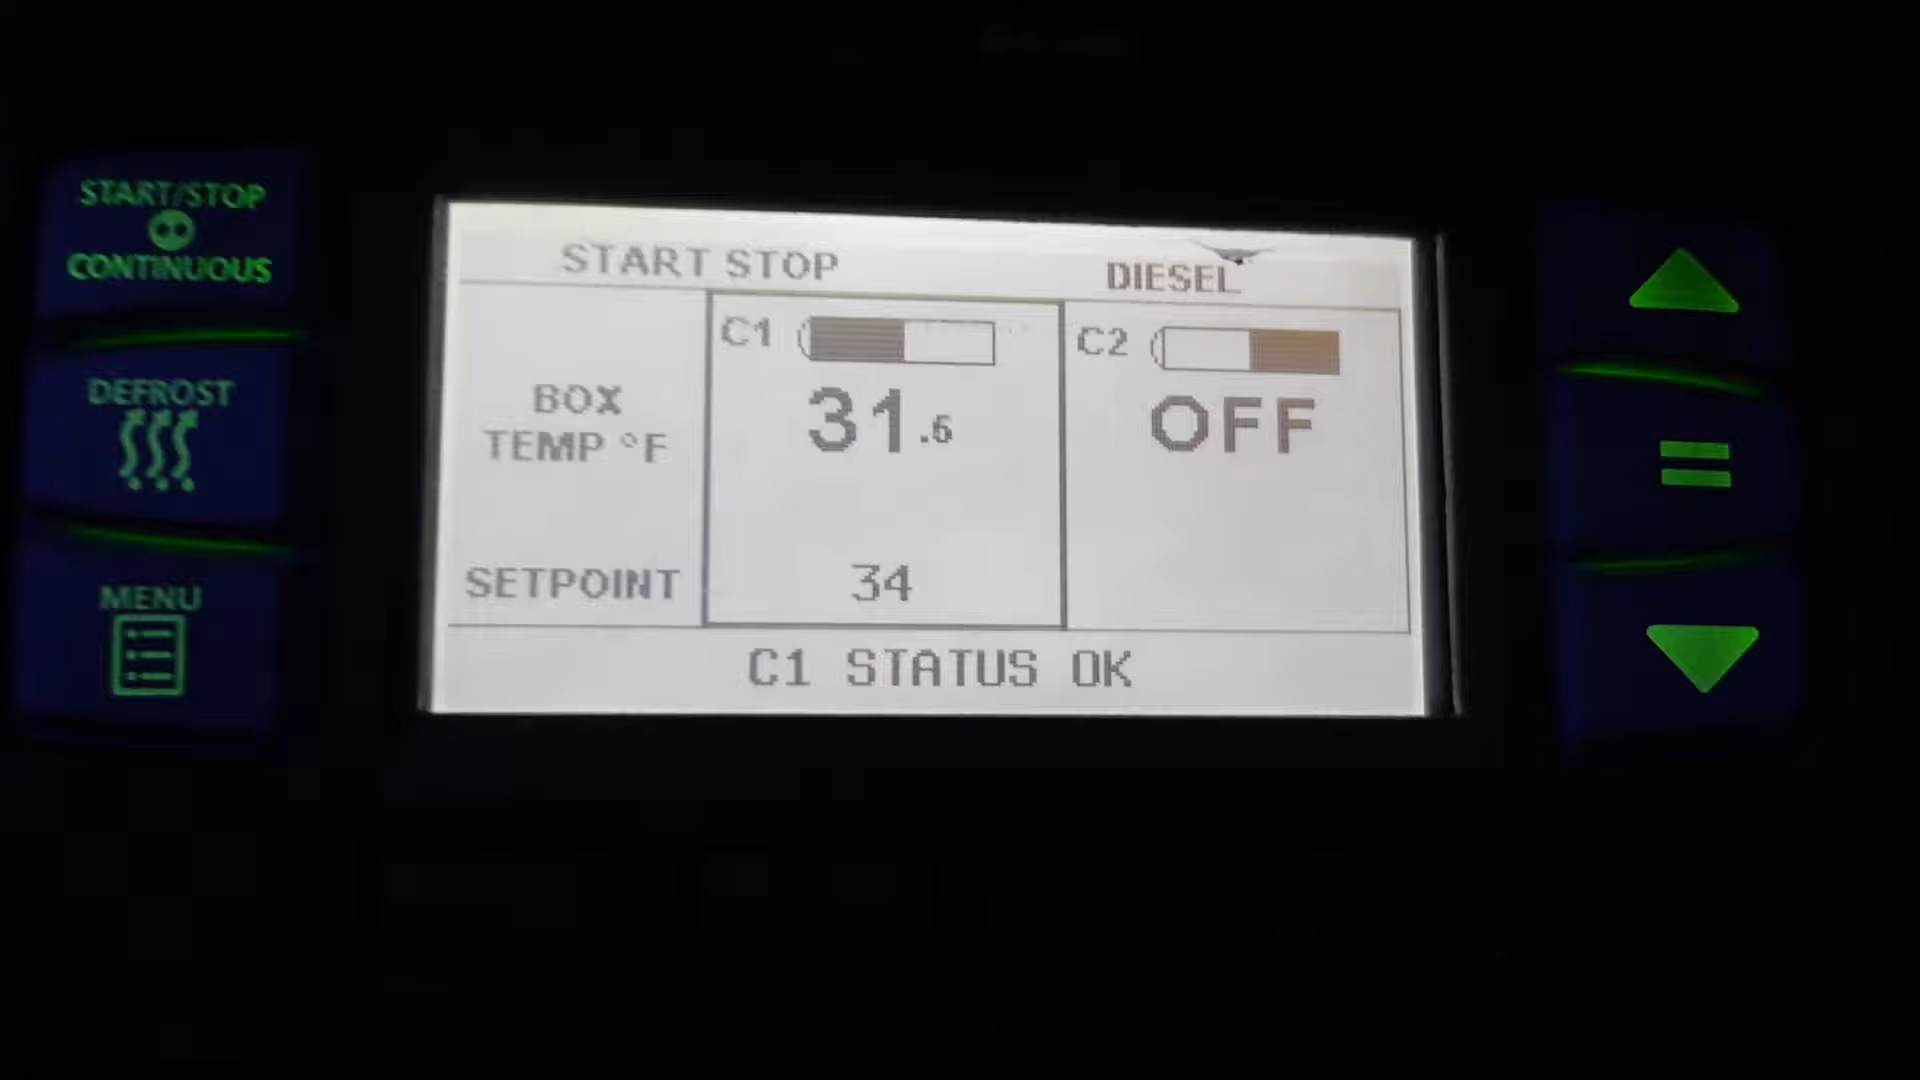 START/STOP
CONTINUOUS
DEFROST
MENU
START STOP
DIESEL
C1
C2
BOX
TEMP °F
31.6
OFF
SETPOINT
34
C1 STATUS OK